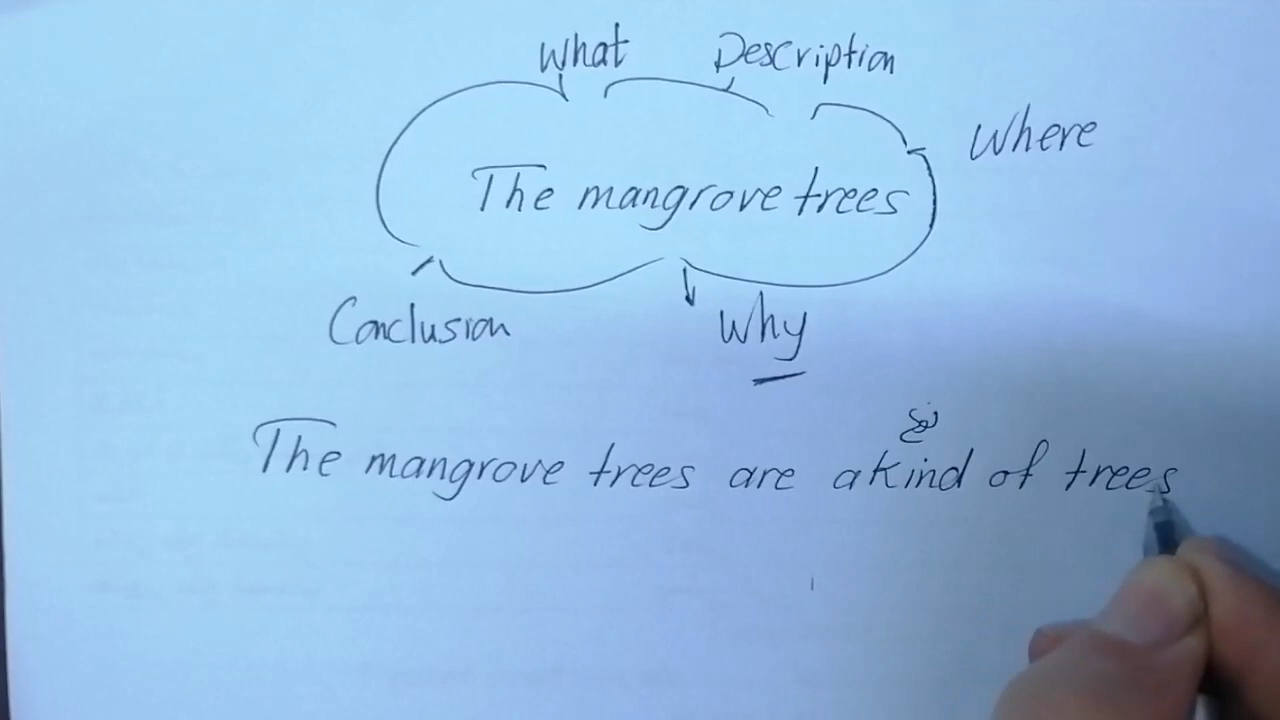 What Description
Where
The mangrove trees
Conclusion Why
نوع
The mangrove trees are a kind of trees